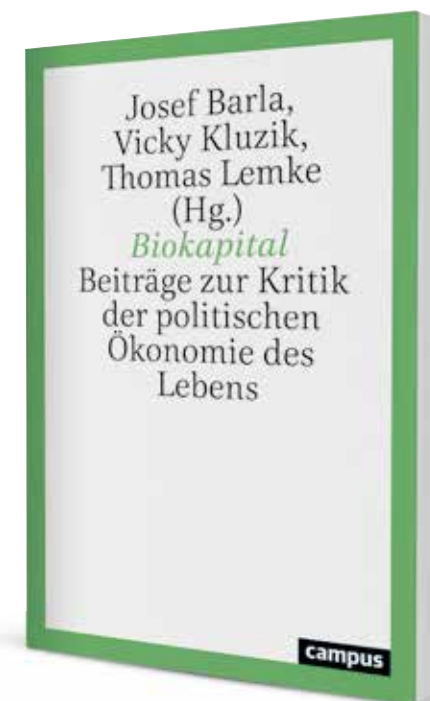 Josef Barla,
Vicky Kluzik,
Thomas Lemke
(Hg.)
Biokapital
Beiträge zur Kritik
der politischen
Ökonomie des
Lebens
campus